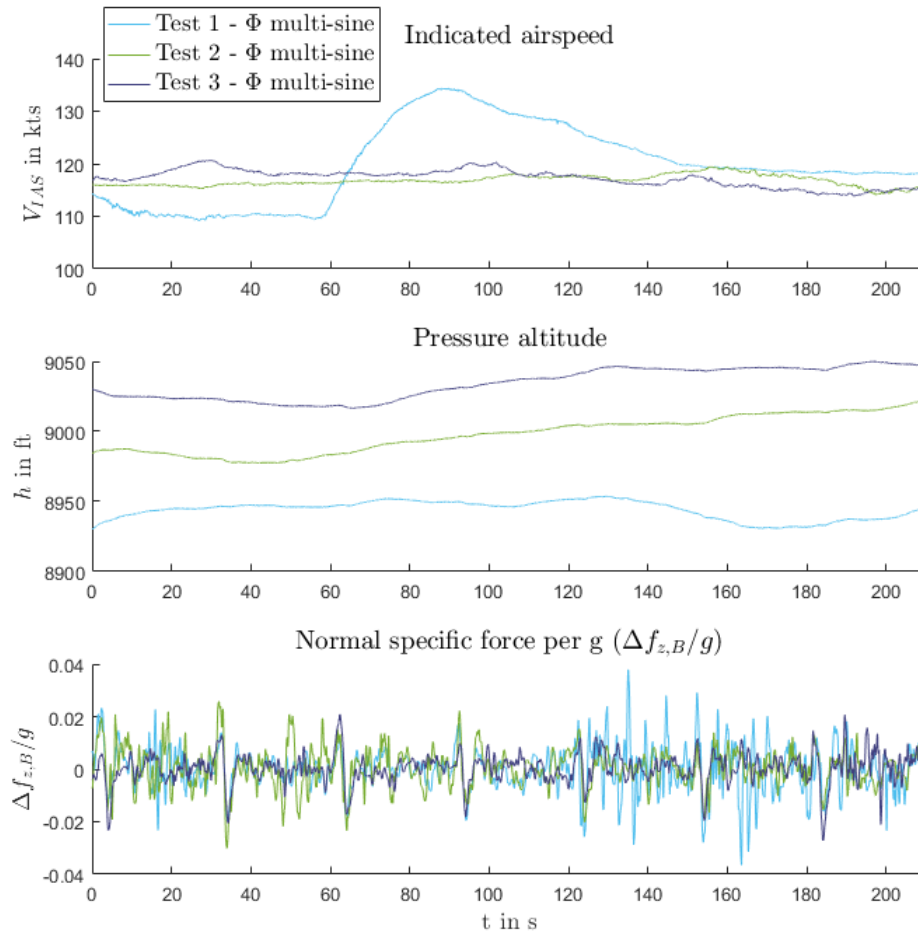 Test 1 - Φ multi-sine
Test 2 - Φ multi-sine
Test 3 - Φ multi-sine
Indicated airspeed
V_IAS in kts
140
130
120
110
100
0 20 40 60 80 100 120 140 160 180 200
Pressure altitude
h in ft
9050
9000
8950
8900
0 20 40 60 80 100 120 140 160 180 200
Normal specific force per g (Δf_z,B/g)
Δf_z,B/g
0.04
0.02
0
-0.02
-0.04
0 20 40 60 80 100 120 140 160 180 200
t in s